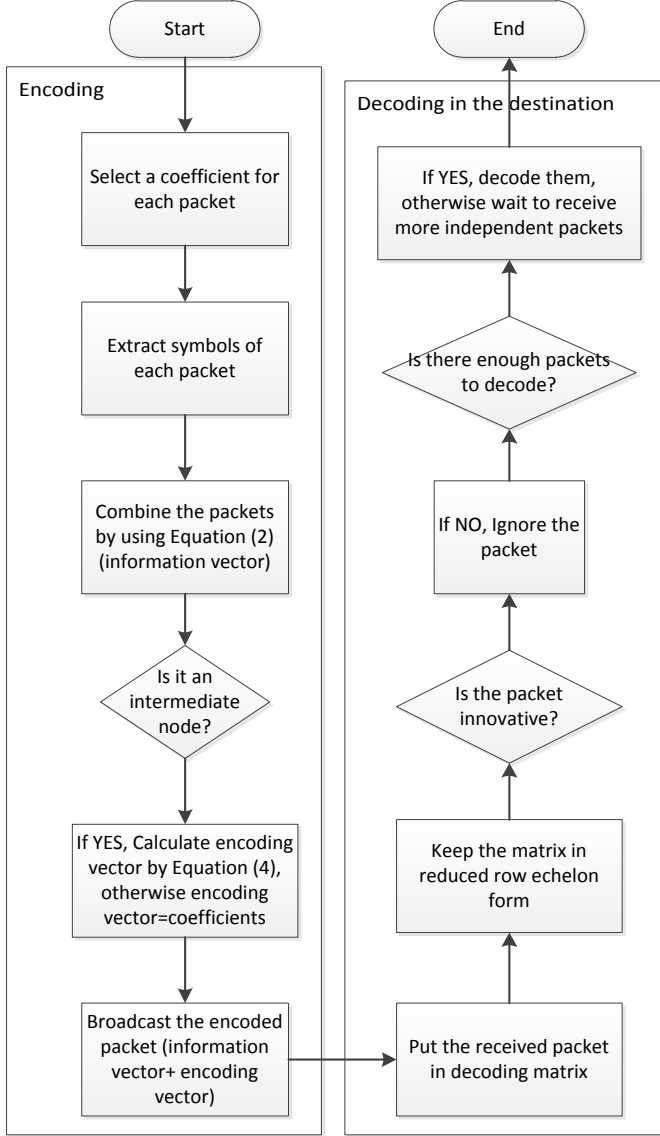 Start
Encoding
Select a coefficient for
each packet
Extract symbols of
each packet
Combine the packets
by using Equation (2)
(information vector)
Is it an
intermediate
node?
If YES, Calculate encoding
vector by Equation (4),
otherwise encoding
vector=coefficients
Broadcast the encoded
packet (information
vector+ encoding
vector)
End
Decoding in the destination
If YES, decode them,
otherwise wait to receive
more independent packets
Is there enough packets
to decode?
If NO, Ignore the
packet
Is the packet
innovative?
Keep the matrix in
reduced row echelon
form
Put the received packet
in decoding matrix